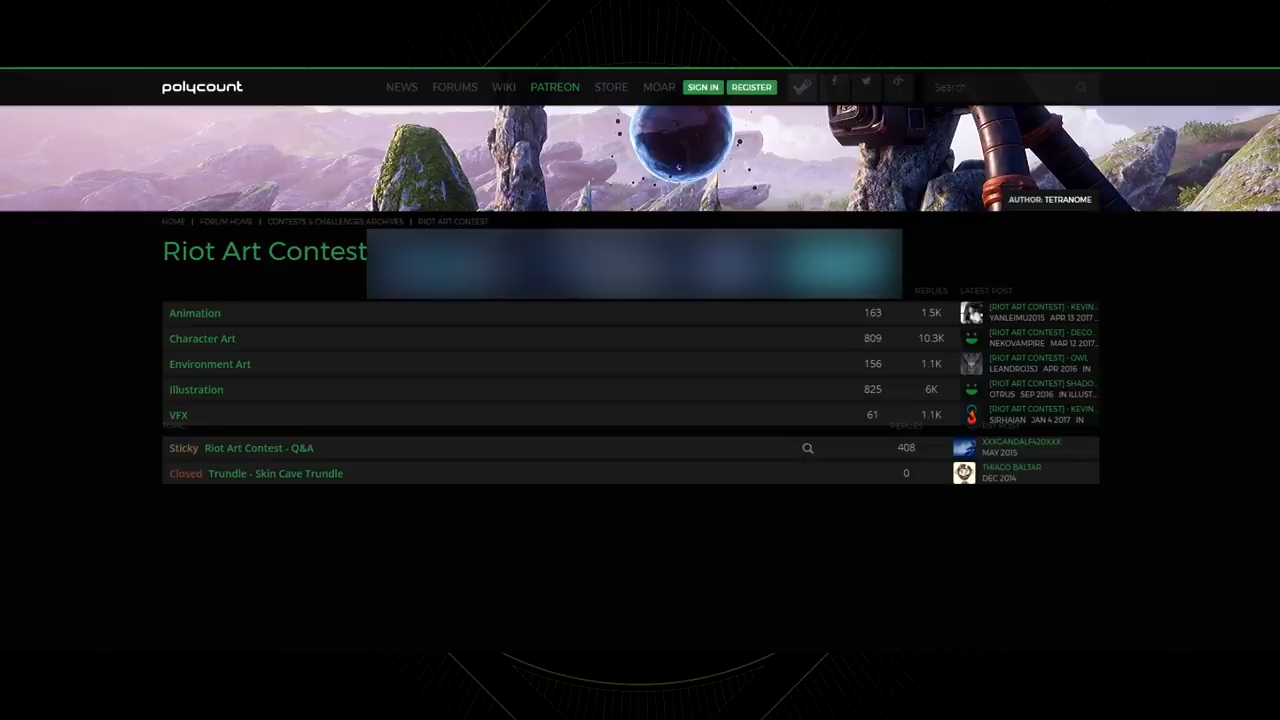 polycount NEWS FORUMS WIKI PATREON STORE MOAR SIGN IN REGISTER Search
AUTHOR: TETRANOME
HOME | FORUM HOME | CONTESTS & CHALLENGES ARCHIVES | RIOT ART CONTEST
Riot Art Contest
REPLIES LATEST POST
Animation 163 1.5K [RIOT ART CONTEST] - KEVIN...
YANLEIMU2015 APR 13 2017...
Character Art 809 10.3K [RIOT ART CONTEST] - DECO...
NEKOVAMPIRE MAR 12 2017...
Environment Art 156 1.1K [RIOT ART CONTEST] - OWL
LEANDROJSJ APR 2016 IN
Illustration 825 6K [RIOT ART CONTEST] SHADO...
OTRUS SEP 2016 IN ILLUST...
VFX 61 1.1K [RIOT ART CONTEST] - KEVIN...
SIRHAIAN JAN 4 2017 IN
TOPIC REPLIES LATEST POST
Sticky Riot Art Contest - Q&A 408 XXXGANDALF420XXX
MAY 2015
Closed Trundle - Skin Cave Trundle 0 THIAGO BALTAR
DEC 2014